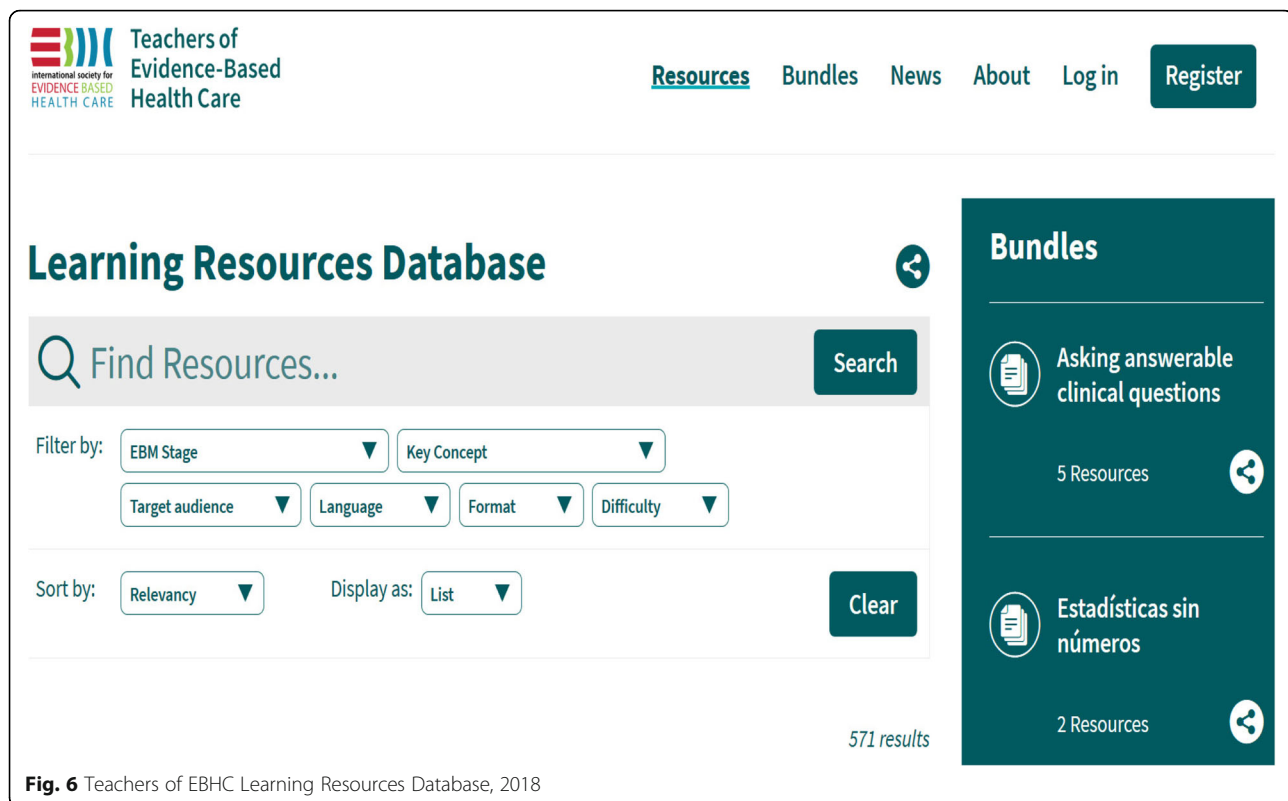 international society for
EVIDENCE BASED
HEALTH CARE
Teachers of
Evidence-Based
Health Care
Resources Bundles News About Log in Register
Learning Resources Database
Find Resources...
Search
Filter by: EBM Stage Key Concept
Target audience Language Format Difficulty
Sort by: Relevancy Display as: List
Clear
571 results
Bundles
Asking answerable
clinical questions
5 Resources
Estadísticas sin
números
2 Resources
Fig. 6 Teachers of EBHC Learning Resources Database, 2018